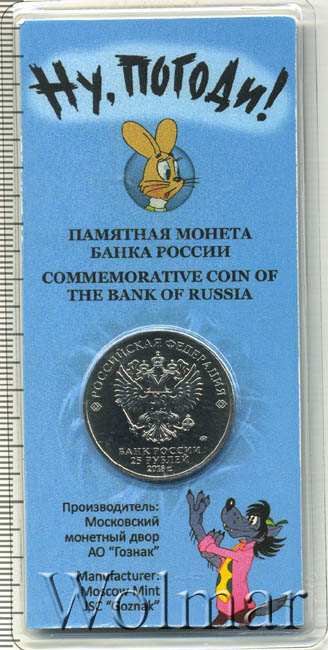 Ну, погоди!
ПАМЯТНАЯ МОНЕТА
БАНКА РОССИИ
COMMEMORATIVE COIN OF
THE BANK OF RUSSIA
РОССИЙСКАЯ ФЕДЕРАЦИЯ
БАНК РОССИИ
25 РУБЛЕЙ
2018 г.
Производитель:
Московский
монетный двор
АО "Гознак"
Manufacturer:
Moscow Mint
JSC "Goznak"
Wolmar